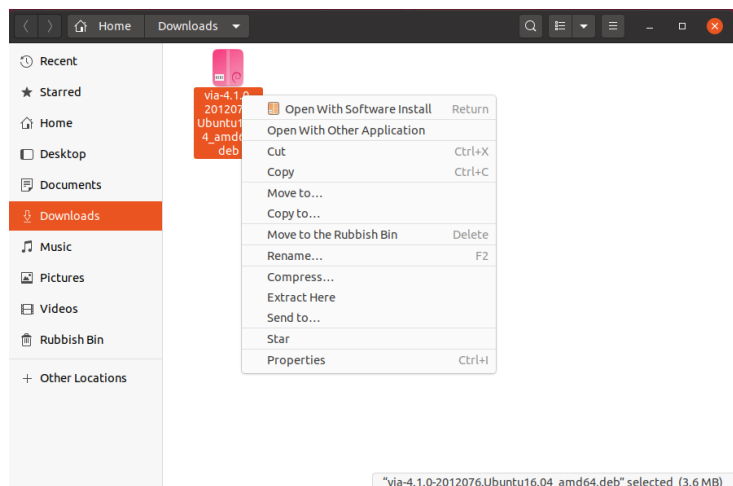 Home Downloads
Recent
Starred
Home
Desktop
Documents
Downloads
Music
Pictures
Videos
Rubbish Bin
+ Other Locations
via-4.1.0-
201207
Ubuntu1
4_amd
deb
Open With Software Install Return
Open With Other Application
Cut Ctrl+X
Copy Ctrl+C
Move to…
Copy to…
Move to the Rubbish Bin Delete
Rename… F2
Compress…
Extract Here
Send to…
Star
Properties Ctrl+I
“via-4.1.0-2012076.Ubuntu16.04_amd64.deb” selected (3.6 MB)